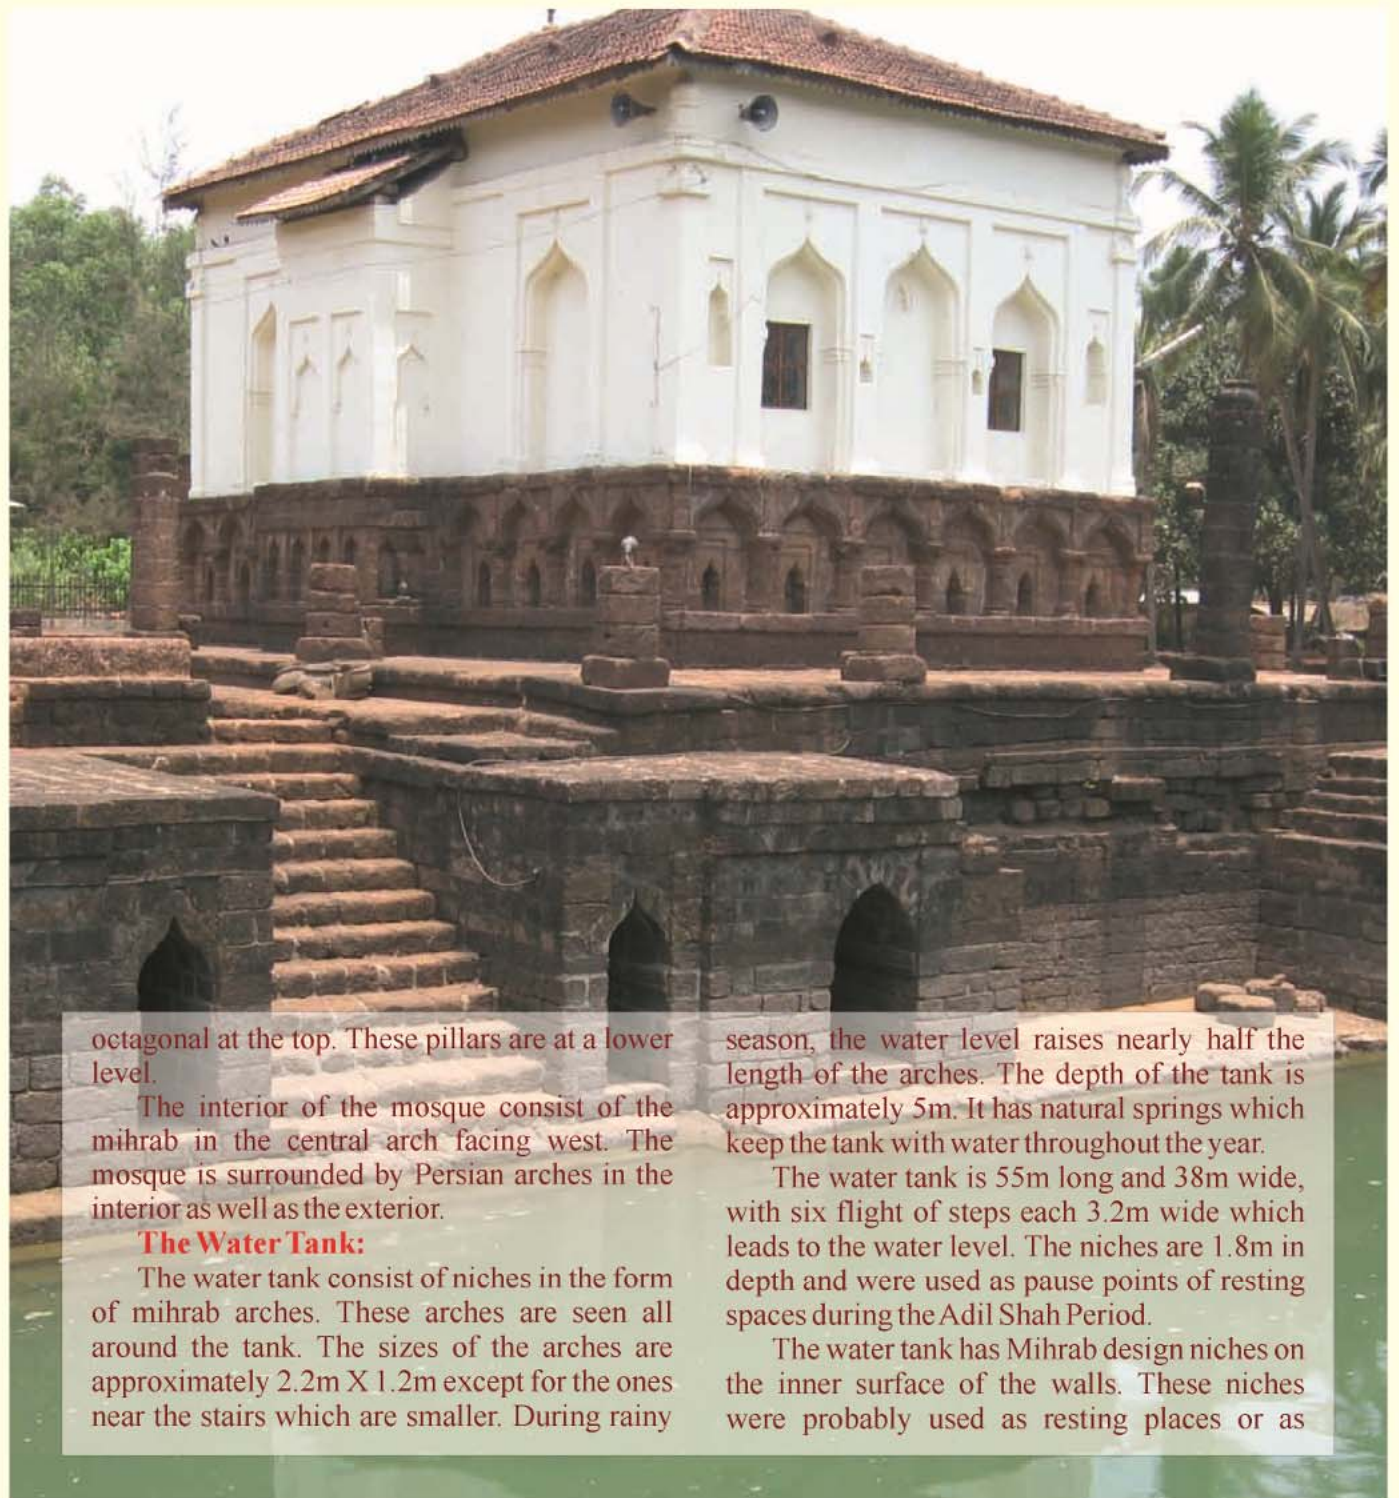 octagonal at the top. These pillars are at a lower
level.
The interior of the mosque consist of the
mihrab in the central arch facing west. The
mosque is surrounded by Persian arches in the
interior as well as the exterior.
The Water Tank:
The water tank consist of niches in the form
of mihrab arches. These arches are seen all
around the tank. The sizes of the arches are
approximately 2.2m X 1.2m except for the ones
near the stairs which are smaller. During rainy
season, the water level raises nearly half the
length of the arches. The depth of the tank is
approximately 5m. It has natural springs which
keep the tank with water throughout the year.
The water tank is 55m long and 38m wide,
with six flight of steps each 3.2m wide which
leads to the water level. The niches are 1.8m in
depth and were used as pause points of resting
spaces during the Adil Shah Period.
The water tank has Mihrab design niches on
the inner surface of the walls. These niches
were probably used as resting places or as